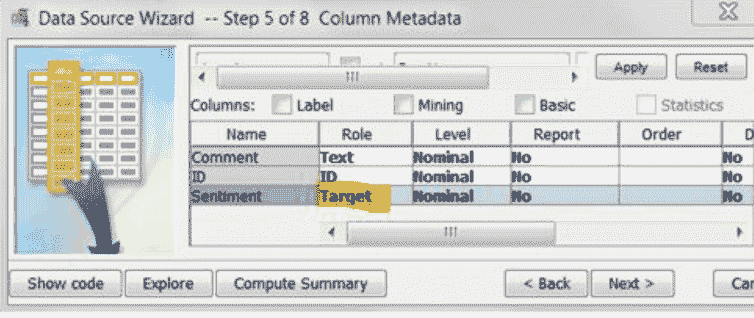 Data Source Wizard -- Step 5 of 8 Column Metadata
Apply Reset
Columns: Label Mining Basic Statistics
Name Role Level Report Order D
Comment Text Nominal No No
ID ID Nominal No No
Sentiment Target Nominal No No
Show code Explore Compute Summary < Back Next > Can